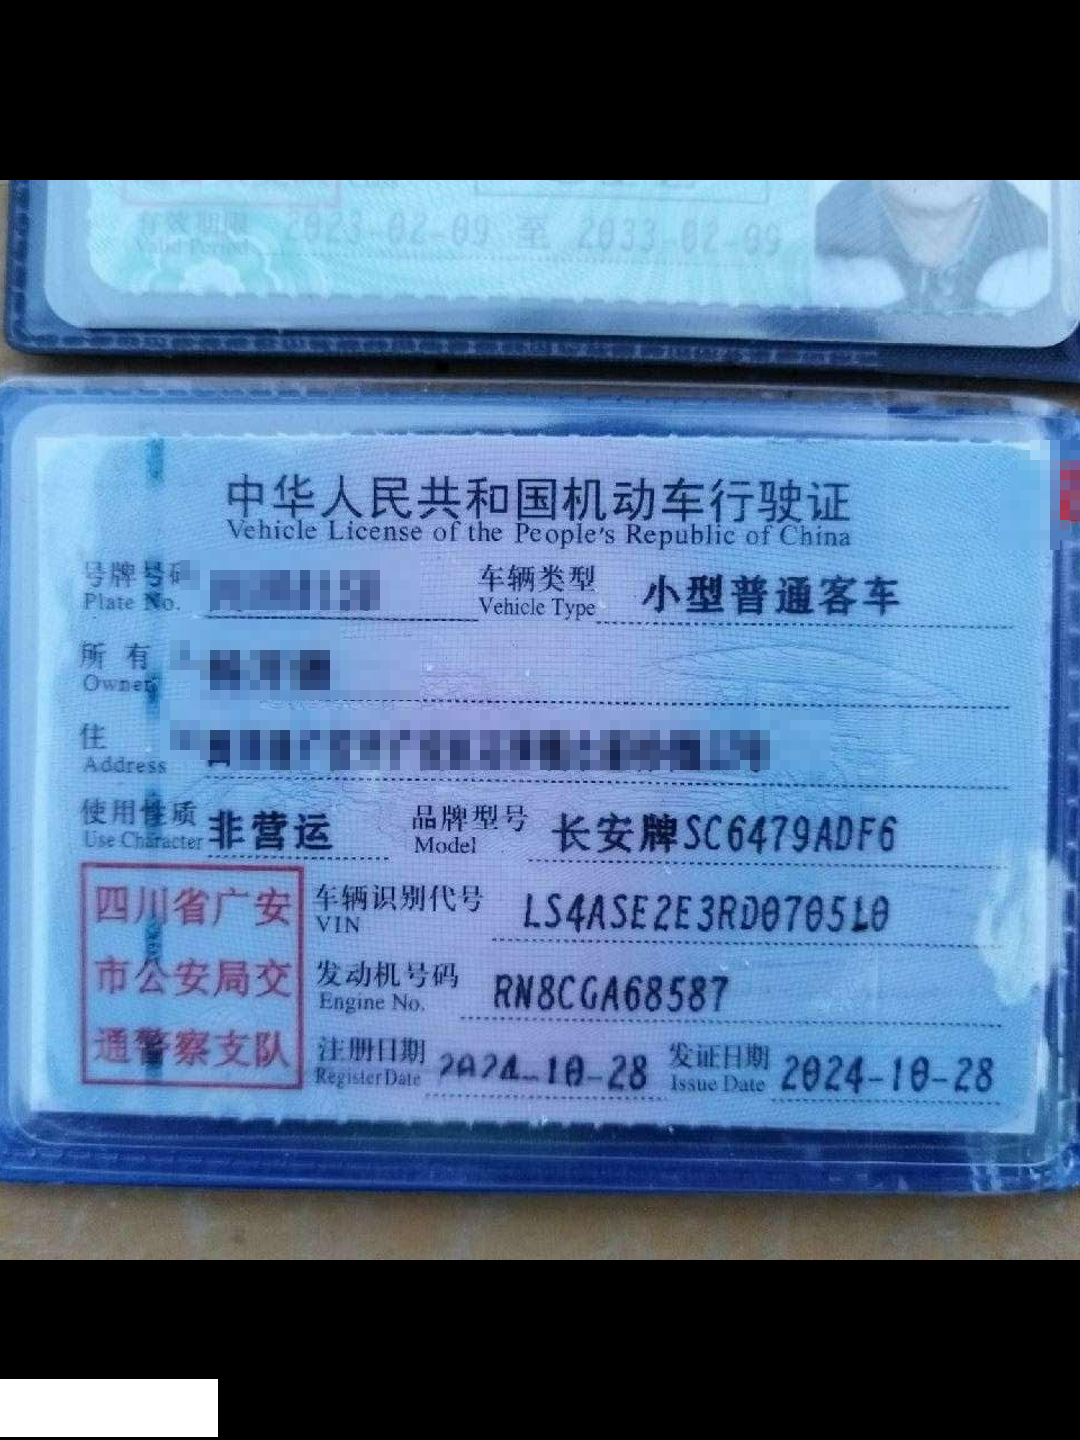 有效期限 2023-02-09 至 2033-02-09
Valid Period
中华人民共和国机动车行驶证
Vehicle License of the People's Republic of China
号牌号码 车辆类型 小型普通客车
Plate No. Vehicle Type
所有
Owner
住
Address
使用性质 非营运 品牌型号 长安牌SC6479ADF6
Use Character Model
四川省广安
市公安局交
通警察支队
车辆识别代号 LS4ASE2E3RD070510
VIN
发动机号码 RN8CGA68587
Engine No.
注册日期 2024-10-28 发证日期 2024-10-28
Register Date Issue Date